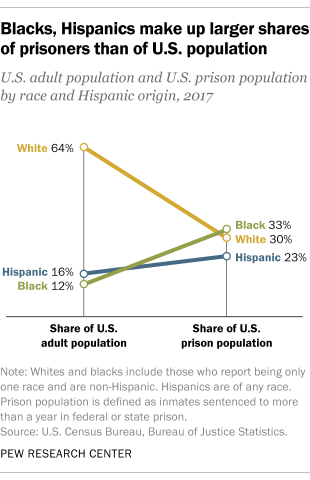 Blacks, Hispanics make up larger shares
of prisoners than of U.S. population
U.S. adult population and U.S. prison population
by race and Hispanic origin, 2017
White 64%
Black 33%
White 30%
Hispanic 23%
Hispanic 16%
Black 12%
Share of U.S.
adult population
Share of U.S.
prison population
Note: Whites and blacks include those who report being only
one race and are non-Hispanic. Hispanics are of any race.
Prison population is defined as inmates sentenced to more
than a year in federal or state prison.
Source: U.S. Census Bureau, Bureau of Justice Statistics.
PEW RESEARCH CENTER